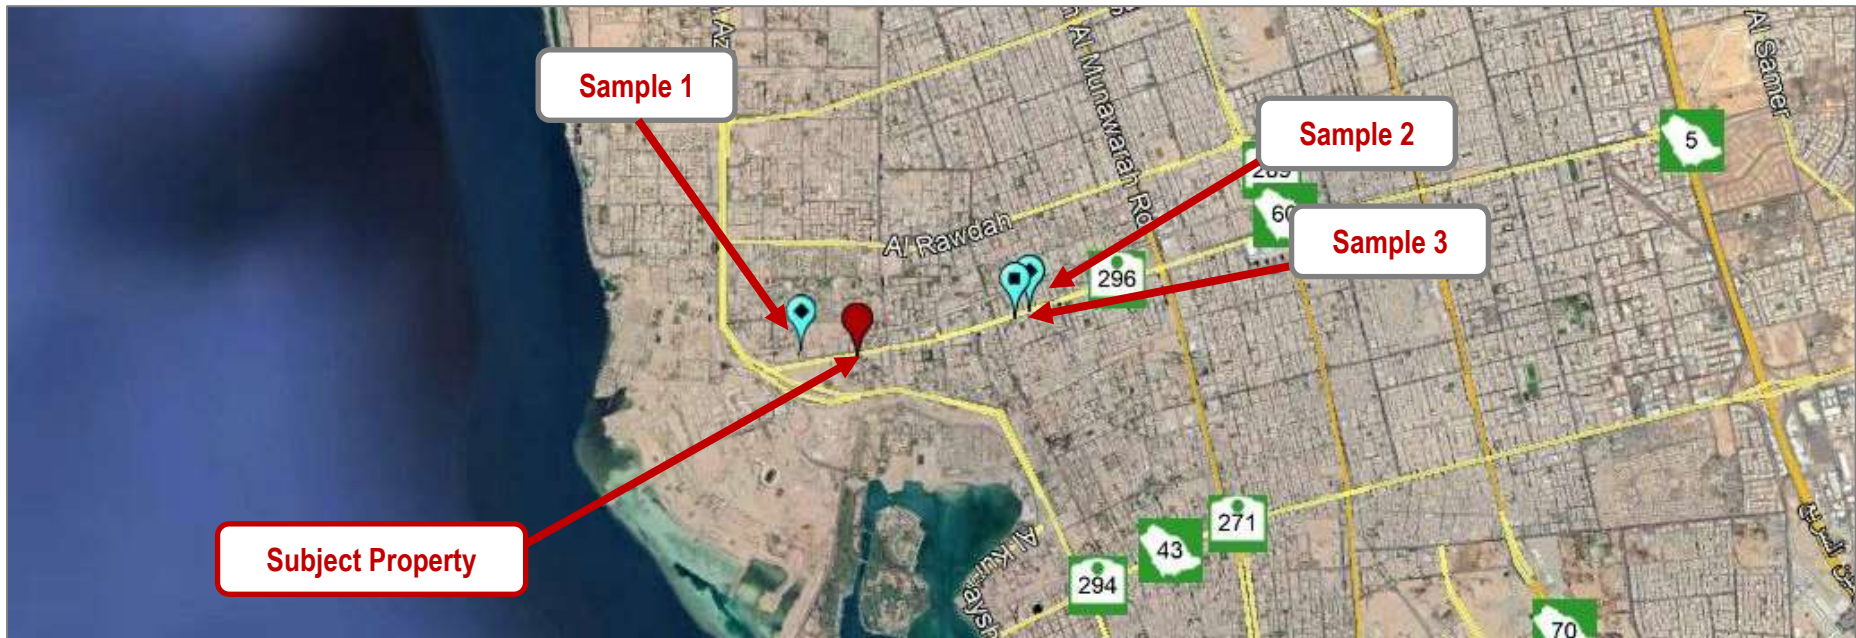 Sample 1
Sample 2
Sample 3
Subject Property
Al Munawarah Rd
Al Samer
Al Rawdah
5
296
60
271
43
294
70